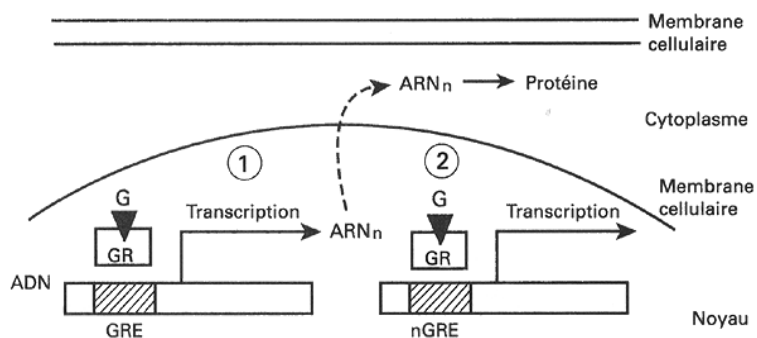 Membrane
cellulaire
ARNn → Protéine
Cytoplasme
1
2
Membrane
cellulaire
G
Transcription
ARNn
G
Transcription
GR
GR
ADN
GRE
nGRE
Noyau